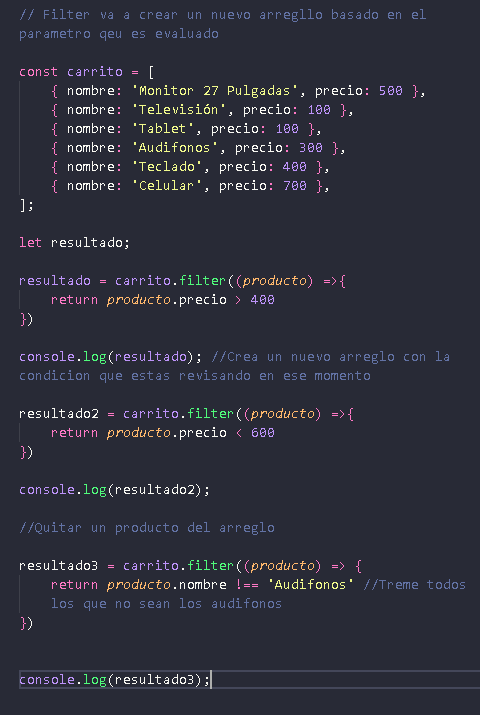 // Filter va a crear un nuevo arregllo basado en el
parametro qeu es evaluado
const carrito = [
{ nombre: 'Monitor 27 Pulgadas', precio: 500 },
{ nombre: 'Televisión', precio: 100 },
{ nombre: 'Tablet', precio: 100 },
{ nombre: 'Audifonos', precio: 300 },
{ nombre: 'Teclado', precio: 400 },
{ nombre: 'Celular', precio: 700 },
];
let resultado;
resultado = carrito.filter((producto) =>{
return producto.precio > 400
})
console.log(resultado); //Crea un nuevo arreglo con la
condicion que estas revisando en ese momento
resultado2 = carrito.filter((producto) =>{
return producto.precio < 600
})
console.log(resultado2);
//Quitar un producto del arreglo
resultado3 = carrito.filter((producto) => {
return producto.nombre !== 'Audifonos' //Treme todos
los que no sean los audifonos
})
console.log(resultado3);